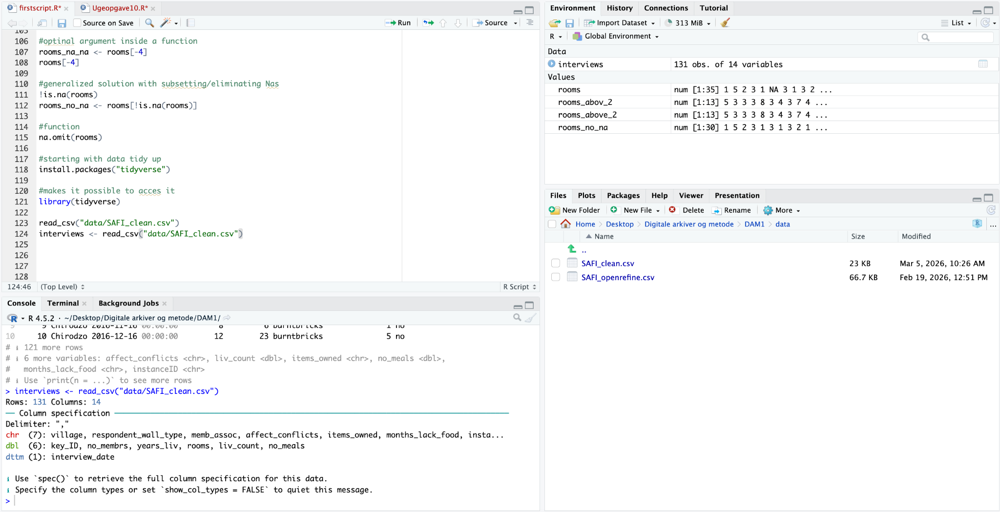 firstscript.R* Ugeopgave10.R*
Source on Save Run Source
105
106 #optinal argument inside a function
107 rooms_na_na <- rooms[-4]
108 rooms[-4]
109
110 #generalized solution with subsetting/eliminating Nas
111 !is.na(rooms)
112 rooms_no_na <- rooms[!is.na(rooms)]
113
114 #function
115 na.omit(rooms)
116
117 #starting with data tidy up
118 install.packages("tidyverse")
119
120 #makes it possible to acces it
121 library(tidyverse)
122
123 read_csv("data/SAFI_clean.csv")
124 interviews <- read_csv("data/SAFI_clean.csv")
125
126
127
128
124:46 (Top Level) R Script
Console Terminal Background Jobs
R 4.5.2 · ~/Desktop/Digitale arkiver og metode/DAM1/
9 9 Chirodzo 2016-11-16 00:00:00 8 6 burntbricks 1 no
10 10 Chirodzo 2016-12-16 00:00:00 12 23 burntbricks 5 no
# ℹ 121 more rows
# ℹ 6 more variables: affect_conflicts <chr>, liv_count <dbl>, items_owned <chr>, no_meals <dbl>,
# months_lack_food <chr>, instanceID <chr>
# ℹ Use `print(n = ...)` to see more rows
> interviews <- read_csv("data/SAFI_clean.csv")
Rows: 131 Columns: 14
── Column specification ──
Delimiter: ","
chr (7): village, respondent_wall_type, memb_assoc, affect_conflicts, items_owned, months_lack_food, insta...
dbl (6): key_ID, no_membrs, years_liv, rooms, liv_count, no_meals
dttm (1): interview_date
ℹ Use `spec()` to retrieve the full column specification for this data.
ℹ Specify the column types or set `show_col_types = FALSE` to quiet this message.
>
Environment History Connections Tutorial
Import Dataset 313 MiB List
R Global Environment
Data
interviews 131 obs. of 14 variables
Values
rooms num [1:35] 1 5 2 3 1 NA 3 1 3 2 ...
rooms_abov_2 num [1:13] 5 3 3 3 8 3 4 3 7 4 ...
rooms_above_2 num [1:13] 5 3 3 3 8 3 4 3 7 4 ...
rooms_no_na num [1:30] 1 5 2 3 1 3 1 3 2 1 ...
Files Plots Packages Help Viewer Presentation
New Folder New File Delete Rename More
Home Desktop Digitale arkiver og metode DAM1 data R ...
Name Size Modified
..
SAFI_clean.csv 23 KB Mar 5, 2026, 10:26 AM
SAFI_openrefine.csv 66.7 KB Feb 19, 2026, 12:51 PM